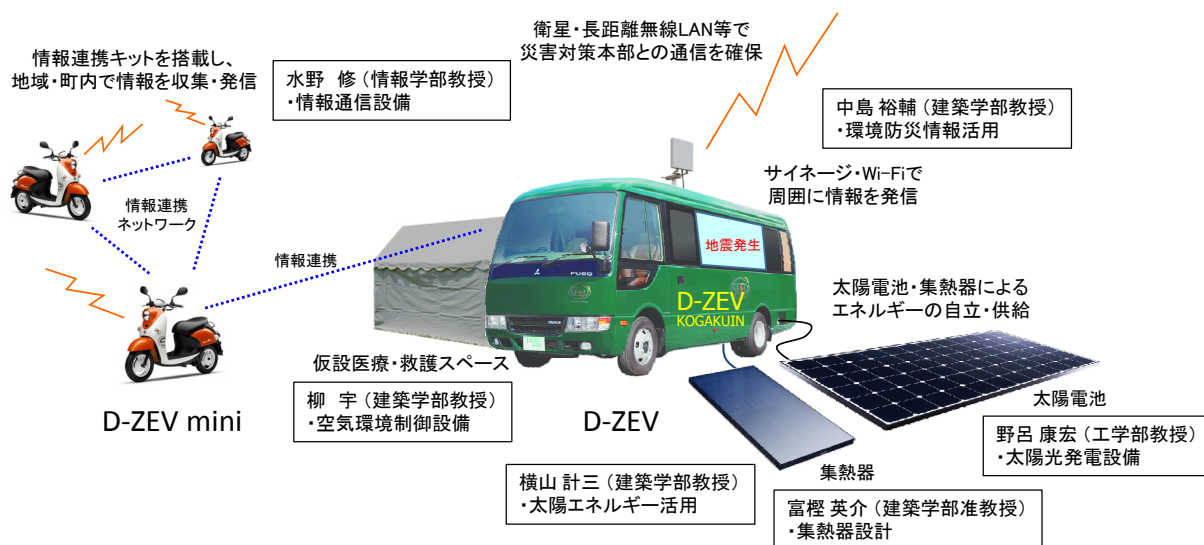 衛星・長距離無線LAN等で
災害対策本部との通信を確保
情報連携キットを搭載し、
地域・町内で情報を収集・発信
水野　修（情報学部教授）
・情報通信設備
中島 裕輔（建築学部教授）
・環境防災情報活用
サイネージ・Wi-Fiで
周囲に情報を発信
情報連携
ネットワーク
情報連携
地震発生
FUSO
SEED
D-ZEV
KOGAKUIN
太陽電池・集熱器による
エネルギーの自立・供給
仮設医療・救護スペース
柳　宇（建築学部教授）
・空気環境制御設備
D-ZEV mini
D-ZEV
太陽電池
野呂 康宏（工学部教授）
・太陽光発電設備
集熱器
横山 計三（建築学部教授）
・太陽エネルギー活用
富樫 英介（建築学部准教授）
・集熱器設計